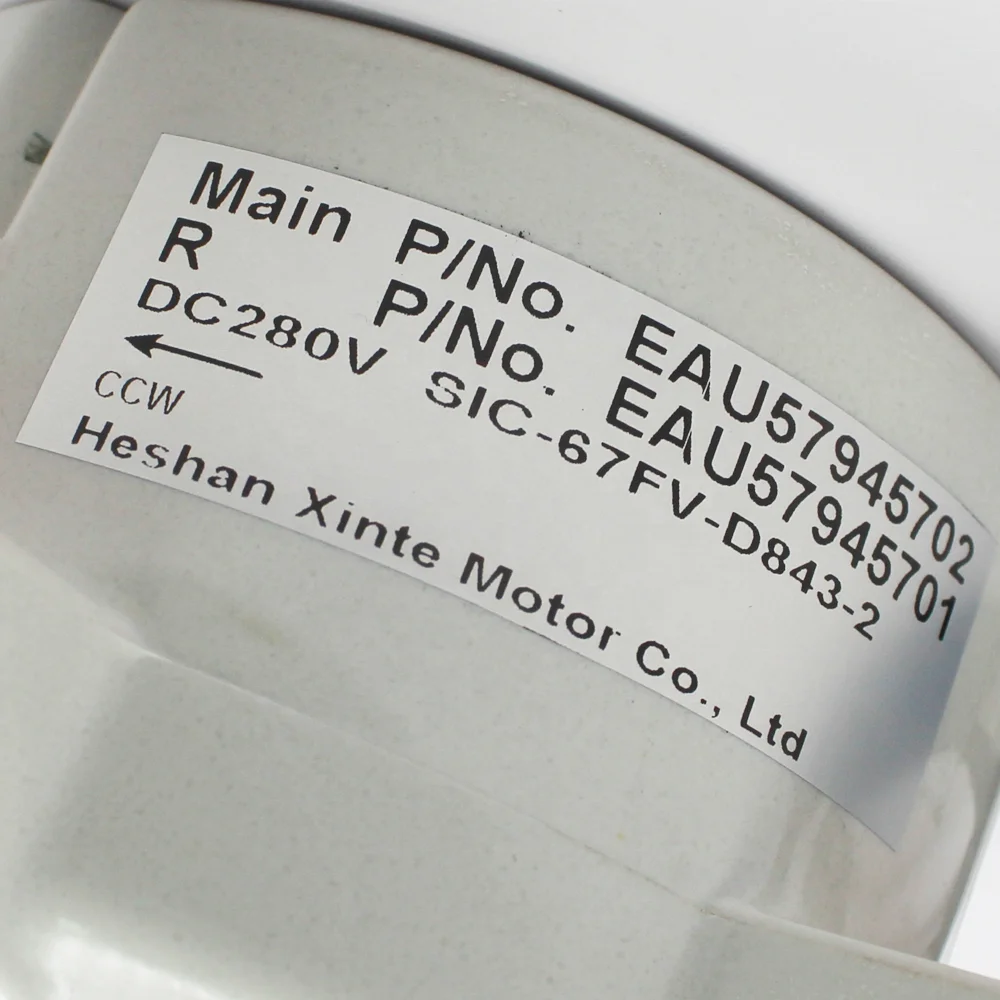 Main P/No. EAU57945702
R P/No. EAU57945701
DC280V SIC-67FV-D843-2
CCW
Heshan Xinte Motor Co., Ltd